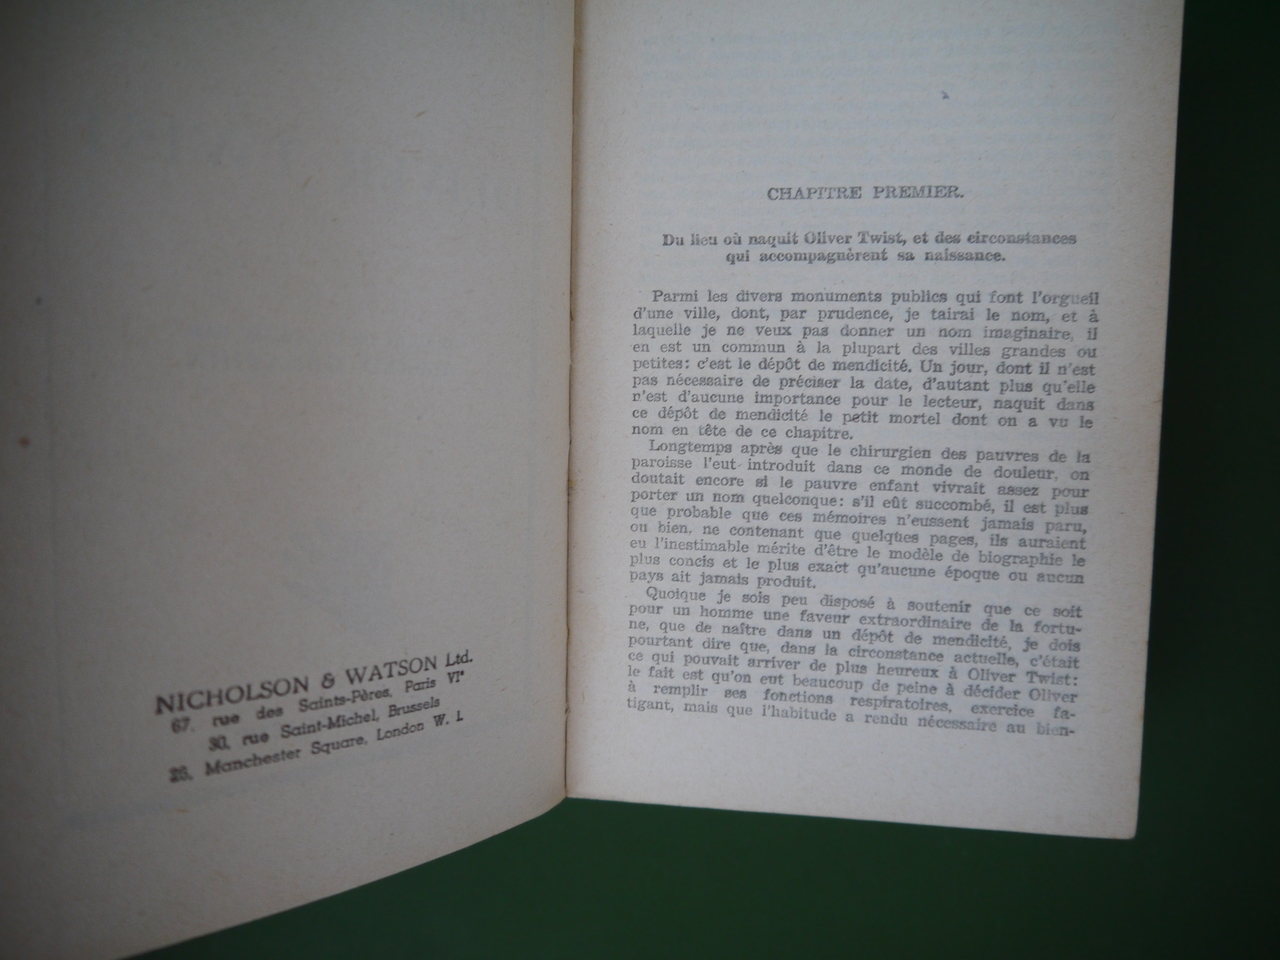 NICHOLSON & WATSON Ltd.
67, rue des Saints-Pères, Paris VIᵉ
30, rue Saint-Michel, Brussels
26, Manchester Square, London W. 1.
CHAPITRE PREMIER.
Du lieu où naquit Oliver Twist, et des circonstances
qui accompagnèrent sa naissance.
Parmi les divers monuments publics qui font l'orgueil
d'une ville, dont, par prudence, je tairai le nom, et à
laquelle je ne veux pas donner un nom imaginaire, il
en est un commun à la plupart des villes grandes ou
petites: c'est le dépôt de mendicité. Un jour, dont il n'est
pas nécessaire de préciser la date, d'autant plus qu'elle
n'est d'aucune importance pour le lecteur, naquit dans
ce dépôt de mendicité le petit mortel dont on a vu le
nom en tête de ce chapitre.
Longtemps après que le chirurgien des pauvres de la
paroisse l'eut introduit dans ce monde de douleur, on
doutait encore si le pauvre enfant vivrait assez pour
porter un nom quelconque: s'il eût succombé, il est plus
que probable que ces mémoires n'eussent jamais paru,
ou bien, ne contenant que quelques pages, ils auraient
eu l'inestimable mérite d'être le modèle de biographie le
plus concis et le plus exact qu'aucune époque ou aucun
pays ait jamais produit.
Quoique je sois peu disposé à soutenir que ce soit
pour un homme une faveur extraordinaire de la fortu-
ne, que de naître dans un dépôt de mendicité, je dois
pourtant dire que, dans la circonstance actuelle, c'était
ce qui pouvait arriver de plus heureux à Oliver Twist:
le fait est qu'on eut beaucoup de peine à décider Oliver
à remplir ses fonctions respiratoires, exercice fa-
tigant, mais que l'habitude a rendu nécessaire au bien-